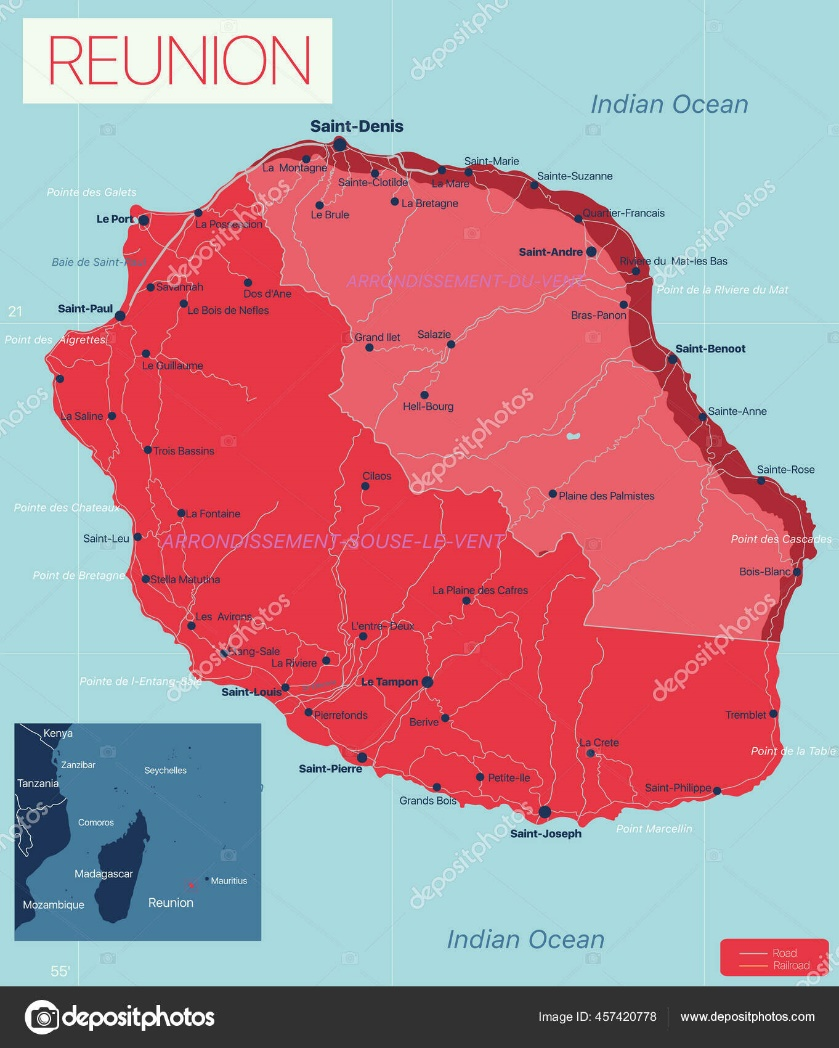 REUNION
Indian Ocean
Saint-Denis
La Montagne
Saint-Marie
Sainte-Clotilde
La Mare
Sainte-Suzanne
Pointe des Galets
Le Port
La Possession
Le Brule
La Bretagne
Quartier-Francais
Saint-Andre
Baie de Saint-Paul
Riviere du Mat-les Bas
ARRONDISSEMENT-DU-VENT
Savannah
Dos d'Ane
Point de la Riviere du Mat
21
Saint-Paul
Le Bois de Nefles
Bras-Panon
Point des Aigrettes
Grand Ilet
Salazie
Saint-Benoot
Le Guillaume
Hell-Bourg
La Saline
Sainte-Anne
Trois Bassins
Cilaos
Sainte-Rose
Plaine des Palmistes
Pointe des Chateaux
La Fontaine
Saint-Leu
ARRONDISSEMENT-SOUSE-LE-VENT
Point des Cascades
Point de Bretagne
Stella Matutina
Bois-Blanc
La Plaine des Cafres
Les Avirons
L'entre- Deux
Etang-Sale
La Riviere
Pointe de l-Entang-Sale
Saint-Louis
Le Tampon
Pierrefonds
Berive
Tremblet
La Crete
Point de la Table
Saint-Pierre
Petite-Ile
Saint-Philippe
Grands Bois
Saint-Joseph
Point Marcellin
Kenya
Zanzibar
Seychelles
Tanzania
Comoros
Madagascar
Mauritius
Mozambique
Reunion
Indian Ocean
Road
Railroad
55'
depositphotos
Image ID: 457420778
www.depositphotos.com